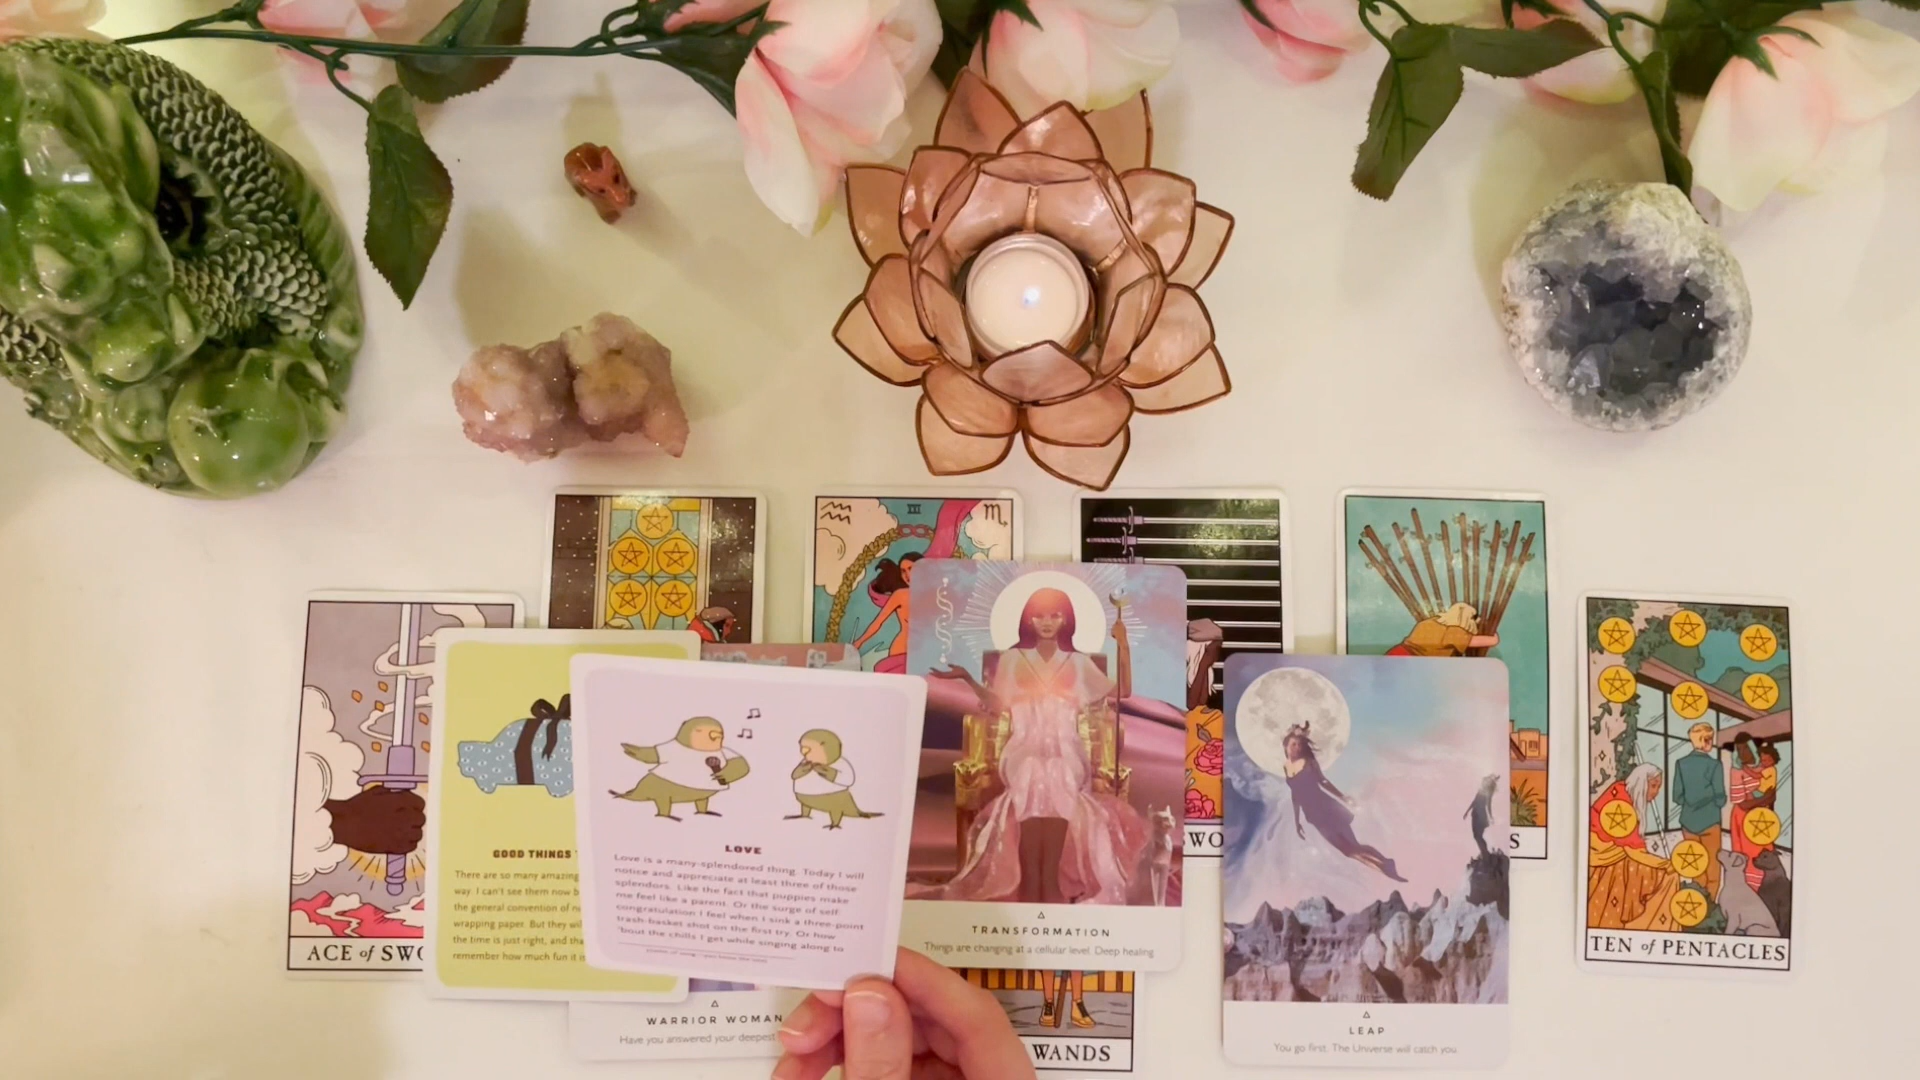 XXI
ACE of SWO
GOOD THINGS
There are so many amazing
way. I can't see them now b
the general convention of n
wrapping paper. But they wi
the time is just right, and tha
remember how much fun it i
LOVE
Love is a many-splendored thing. Today I will
notice and appreciate at least three of those
splendors. Like the fact that puppies make
me feel like a parent. Or the surge of self-
congratulation I feel when I sink a three-point
trash-basket shot on the first try. Or how
'bout the chills I get while singing along to
WARRIOR WOMAN
Have you answered your deepest
TRANSFORMATION
Things are changing at a cellular level. Deep healing
WANDS
SWO
S
LEAP
You go first. The Universe will catch you.
TEN of PENTACLES